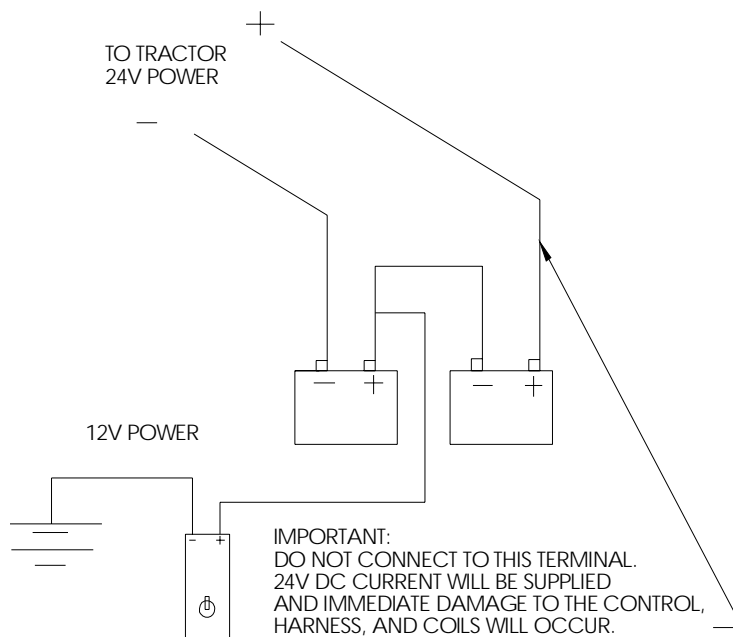 +
TO TRACTOR
24V POWER
−
− +
− +
12V POWER
- +
IMPORTANT:
DO NOT CONNECT TO THIS TERMINAL.
24V DC CURRENT WILL BE SUPPLIED
AND IMMEDIATE DAMAGE TO THE CONTROL,
HARNESS, AND COILS WILL OCCUR.